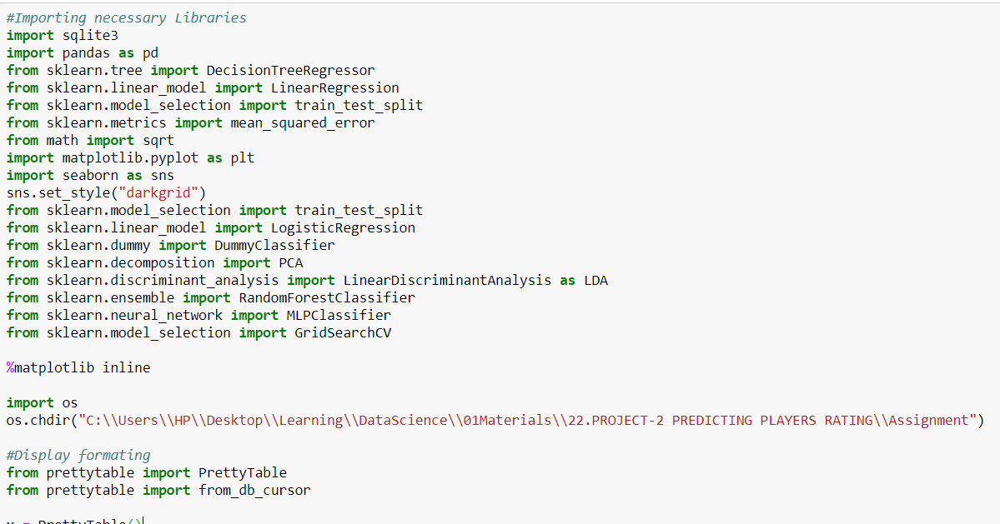 #Importing necessary Libraries
import sqlite3
import pandas as pd
from sklearn.tree import DecisionTreeRegressor
from sklearn.linear_model import LinearRegression
from sklearn.model_selection import train_test_split
from sklearn.metrics import mean_squared_error
from math import sqrt
import matplotlib.pyplot as plt
import seaborn as sns
sns.set_style("darkgrid")
from sklearn.model_selection import train_test_split
from sklearn.linear_model import LogisticRegression
from sklearn.dummy import DummyClassifier
from sklearn.decomposition import PCA
from sklearn.discriminant_analysis import LinearDiscriminantAnalysis as LDA
from sklearn.ensemble import RandomForestClassifier
from sklearn.neural_network import MLPClassifier
from sklearn.model_selection import GridSearchCV
%matplotlib inline
import os
os.chdir("C:\\Users\\HP\\Desktop\\Learning\\DataScience\\01Materials\\22.PROJECT-2 PREDICTING PLAYERS RATING\\Assignment")
#Display formating
from prettytable import PrettyTable
from prettytable import from_db_cursor
x = PrettyTable()